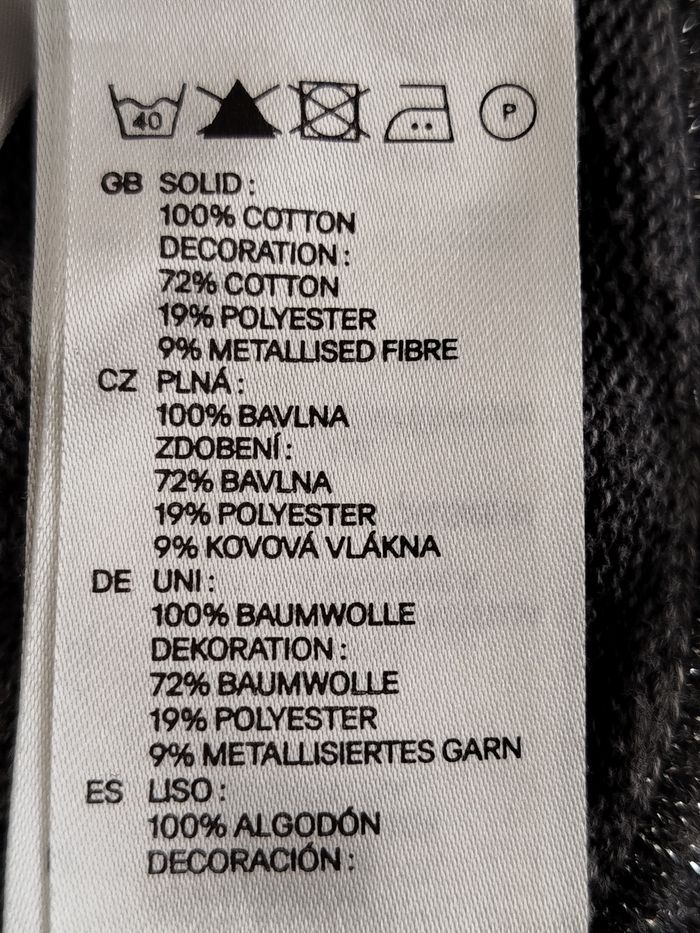 40 P
GB SOLID :
100% COTTON
DECORATION :
72% COTTON
19% POLYESTER
9% METALLISED FIBRE
CZ PLNÁ :
100% BAVLNA
ZDOBENÍ :
72% BAVLNA
19% POLYESTER
9% KOVOVÁ VLÁKNA
DE UNI :
100% BAUMWOLLE
DEKORATION :
72% BAUMWOLLE
19% POLYESTER
9% METALLISIERTES GARN
ES LISO :
100% ALGODÓN
DECORACIÓN :